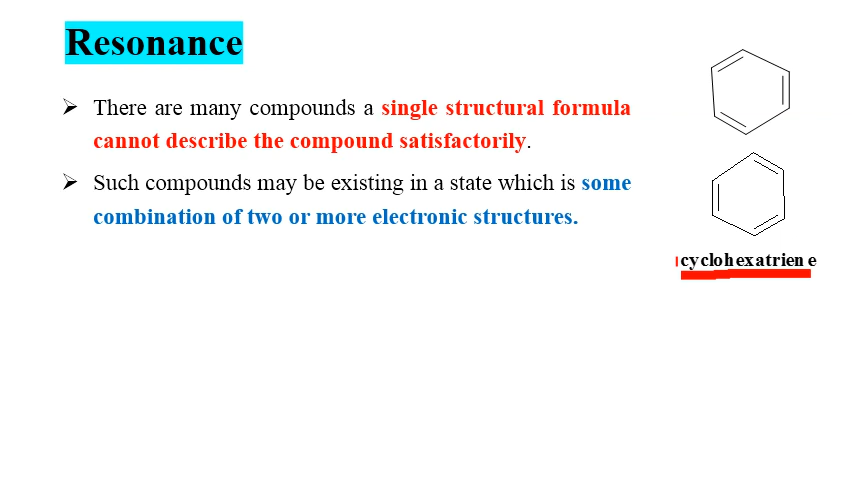 Resonance
➢ There are many compounds a single structural formula
cannot describe the compound satisfactorily.
➢ Such compounds may be existing in a state which is some
combination of two or more electronic structures.
cyclohexatriene